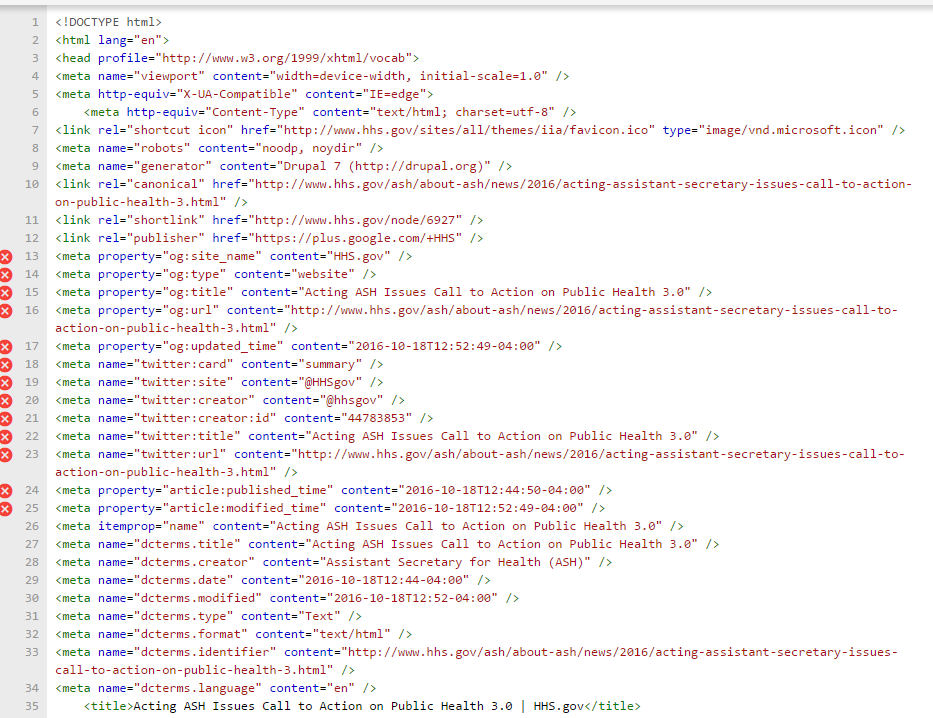 1 <!DOCTYPE html>
2 <html lang="en">
3 <head profile="http://www.w3.org/1999/xhtml/vocab">
4 <meta name="viewport" content="width=device-width, initial-scale=1.0" />
5 <meta http-equiv="X-UA-Compatible" content="IE=edge">
6 <meta http-equiv="Content-Type" content="text/html; charset=utf-8" />
7 <link rel="shortcut icon" href="http://www.hhs.gov/sites/all/themes/iia/favicon.ico" type="image/vnd.microsoft.icon" />
8 <meta name="robots" content="noodp, noydir" />
9 <meta name="generator" content="Drupal 7 (http://drupal.org)" />
10 <link rel="canonical" href="http://www.hhs.gov/ash/about-ash/news/2016/acting-assistant-secretary-issues-call-to-action-
on-public-health-3.html" />
11 <link rel="shortlink" href="http://www.hhs.gov/node/6927" />
12 <link rel="publisher" href="https://plus.google.com/+HHS" />
13 <meta property="og:site_name" content="HHS.gov" />
14 <meta property="og:type" content="website" />
15 <meta property="og:title" content="Acting ASH Issues Call to Action on Public Health 3.0" />
16 <meta property="og:url" content="http://www.hhs.gov/ash/about-ash/news/2016/acting-assistant-secretary-issues-call-to-
action-on-public-health-3.html" />
17 <meta property="og:updated_time" content="2016-10-18T12:52:49-04:00" />
18 <meta name="twitter:card" content="summary" />
19 <meta name="twitter:site" content="@HHSgov" />
20 <meta name="twitter:creator" content="@hhsgov" />
21 <meta name="twitter:creator:id" content="44783853" />
22 <meta name="twitter:title" content="Acting ASH Issues Call to Action on Public Health 3.0" />
23 <meta name="twitter:url" content="http://www.hhs.gov/ash/about-ash/news/2016/acting-assistant-secretary-issues-call-to-
action-on-public-health-3.html" />
24 <meta property="article:published_time" content="2016-10-18T12:44:50-04:00" />
25 <meta property="article:modified_time" content="2016-10-18T12:52:49-04:00" />
26 <meta itemprop="name" content="Acting ASH Issues Call to Action on Public Health 3.0" />
27 <meta name="dcterms.title" content="Acting ASH Issues Call to Action on Public Health 3.0" />
28 <meta name="dcterms.creator" content="Assistant Secretary for Health (ASH)" />
29 <meta name="dcterms.date" content="2016-10-18T12:44-04:00" />
30 <meta name="dcterms.modified" content="2016-10-18T12:52-04:00" />
31 <meta name="dcterms.type" content="Text" />
32 <meta name="dcterms.format" content="text/html" />
33 <meta name="dcterms.identifier" content="http://www.hhs.gov/ash/about-ash/news/2016/acting-assistant-secretary-issues-
call-to-action-on-public-health-3.html" />
34 <meta name="dcterms.language" content="en" />
35 <title>Acting ASH Issues Call to Action on Public Health 3.0 | HHS.gov</title>